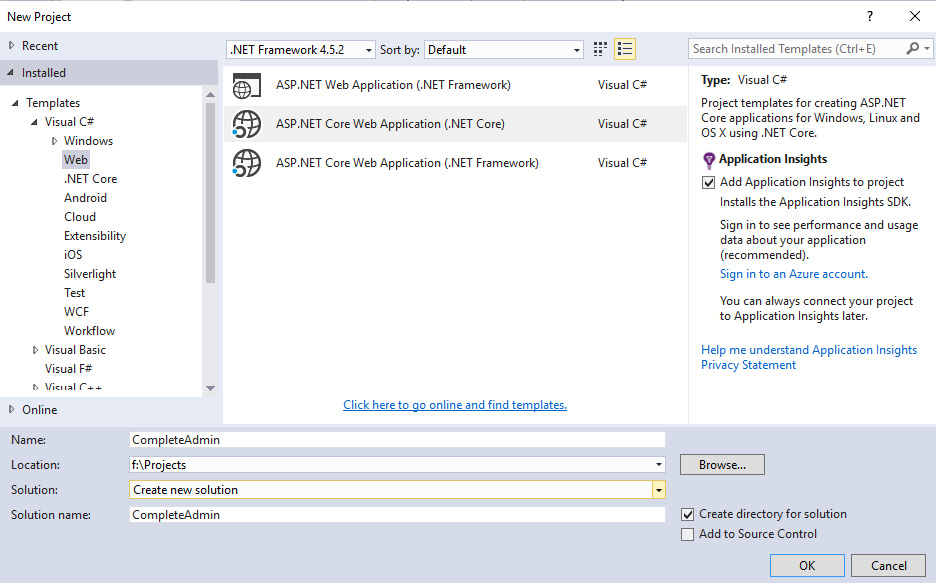 New Project
?
Recent
.NET Framework 4.5.2
Sort by:
Default
Search Installed Templates (Ctrl+E)
Installed
Templates
Visual C#
Windows
Web
.NET Core
Android
Cloud
Extensibility
iOS
Silverlight
Test
WCF
Workflow
Visual Basic
Visual F#
Visual C++
Online
ASP.NET Web Application (.NET Framework) Visual C#
ASP.NET Core Web Application (.NET Core) Visual C#
ASP.NET Core Web Application (.NET Framework) Visual C#
Click here to go online and find templates.
Type: Visual C#
Project templates for creating ASP.NET
Core applications for Windows, Linux and
OS X using .NET Core.
Application Insights
Add Application Insights to project
Installs the Application Insights SDK.
Sign in to see performance and usage
data about your application
(recommended).
Sign in to an Azure account.
You can always connect your project
to Application Insights later.
Help me understand Application Insights
Privacy Statement
Name: CompleteAdmin
Location: f:\Projects
Browse...
Solution: Create new solution
Solution name: CompleteAdmin
Create directory for solution
Add to Source Control
OK
Cancel